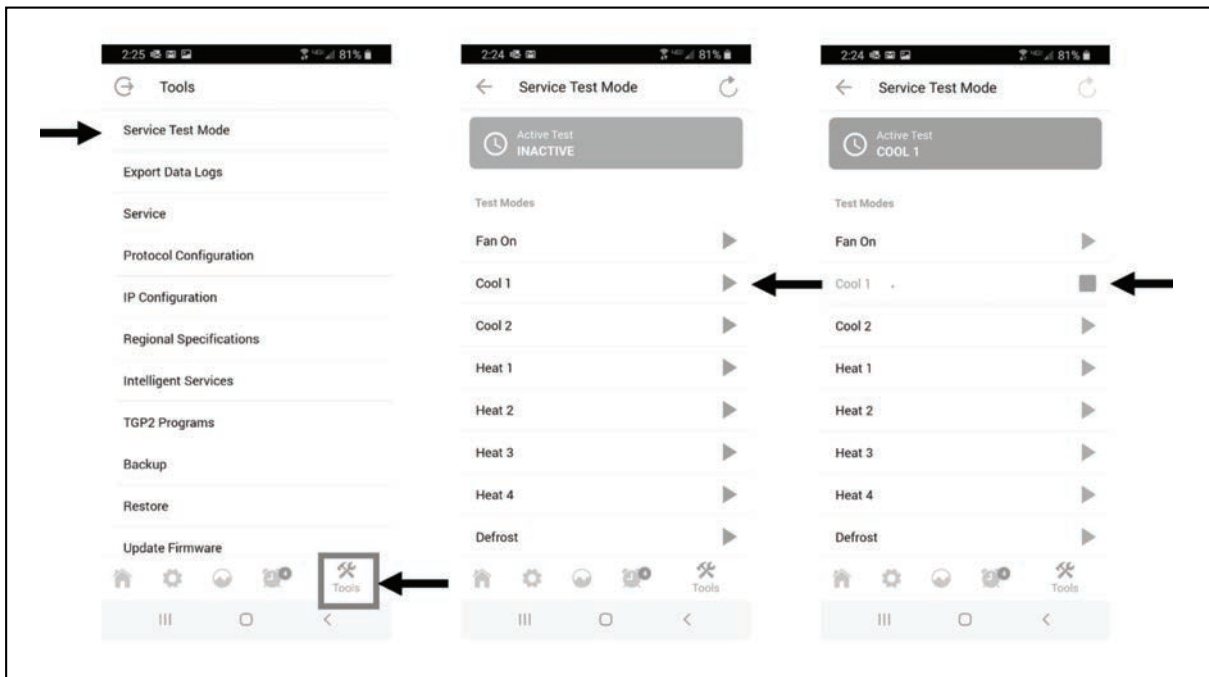 2:25 81%
Tools
Service Test Mode
Export Data Logs
Service
Protocol Configuration
IP Configuration
Regional Specifications
Intelligent Services
TGP2 Programs
Backup
Restore
Update Firmware
Tools
2:24 81%
Service Test Mode
Active Test
INACTIVE
Test Modes
Fan On
Cool 1
Cool 2
Heat 1
Heat 2
Heat 3
Heat 4
Defrost
4
Tools
2:24 81%
Service Test Mode
Active Test
COOL 1
Test Modes
Fan On
Cool 1
Cool 2
Heat 1
Heat 2
Heat 3
Heat 4
Defrost
4
Tools